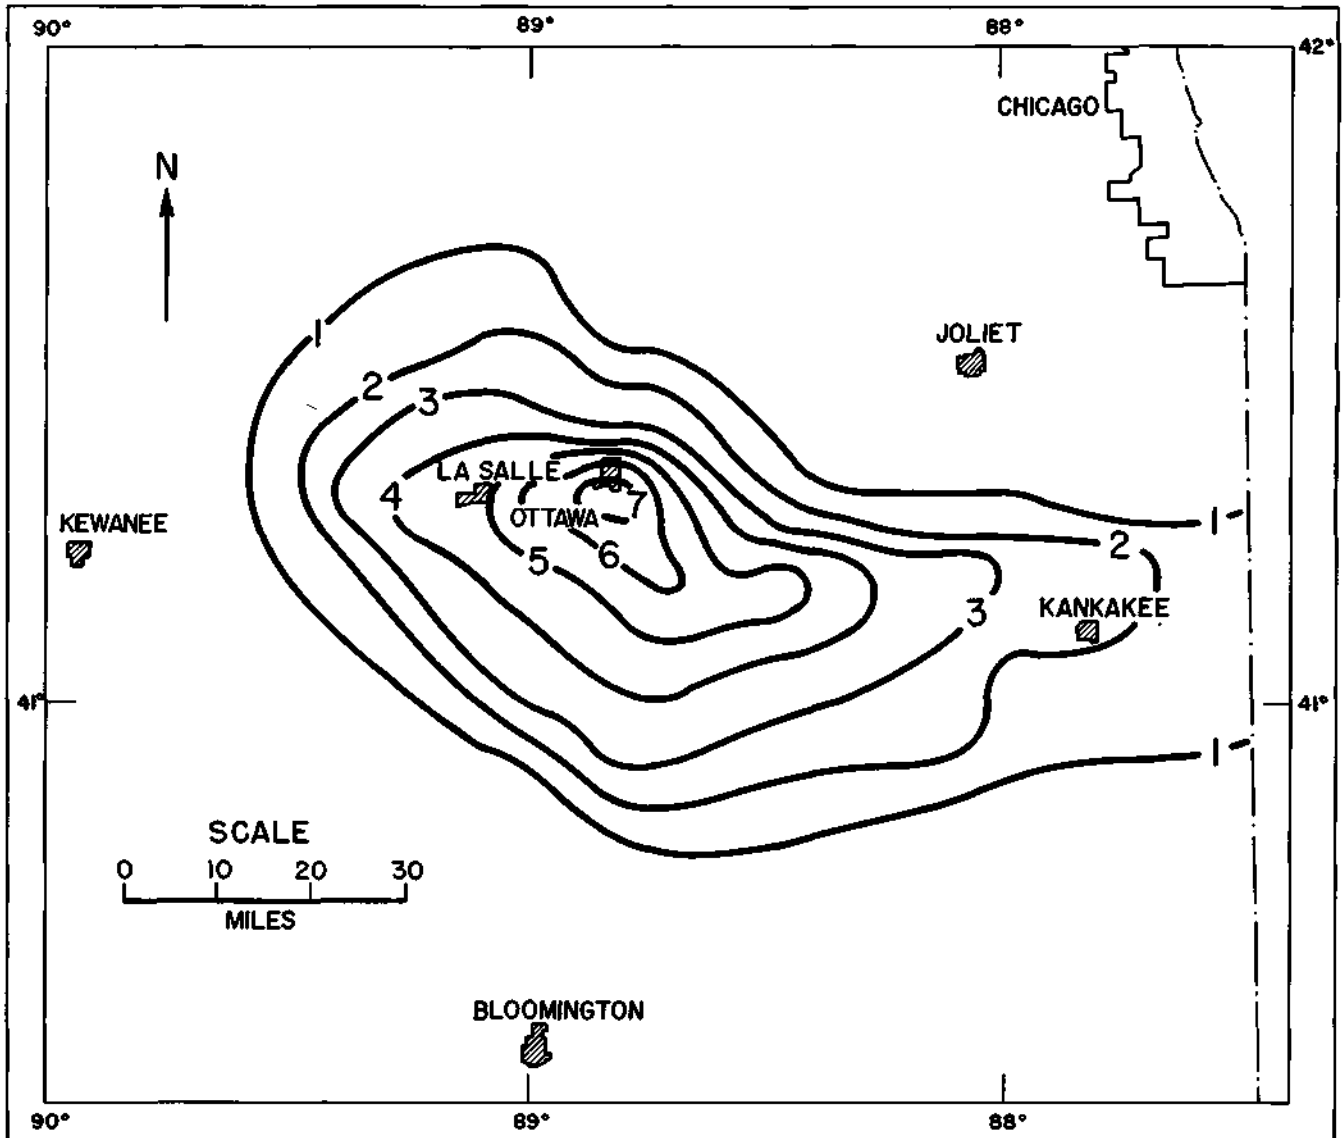 90° 89° 88°
42°
CHICAGO
N
JOLIET
1
2
3
LA SALLE
4
7
OTTAWA
KEWANEE
1
2
5
6
3
KANKAKEE
41° 41°
1
SCALE
0 10 20 30
MILES
BLOOMINGTON
90° 89° 88°